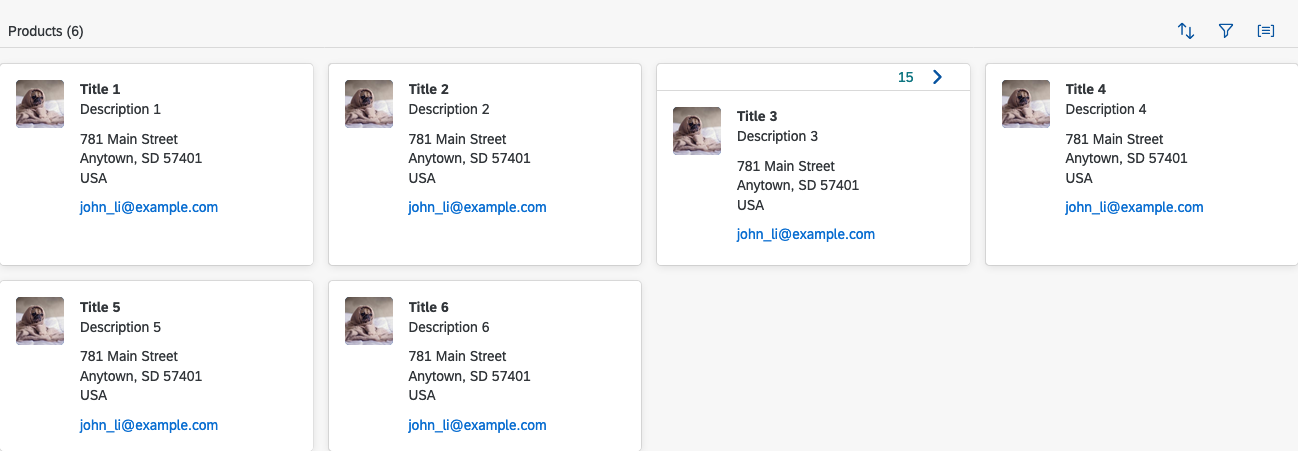 Products (6)
Title 1
Description 1
781 Main Street
Anytown, SD 57401
USA
john_li@example.com
Title 2
Description 2
781 Main Street
Anytown, SD 57401
USA
john_li@example.com
15
Title 3
Description 3
781 Main Street
Anytown, SD 57401
USA
john_li@example.com
Title 4
Description 4
781 Main Street
Anytown, SD 57401
USA
john_li@example.com
Title 5
Description 5
781 Main Street
Anytown, SD 57401
USA
john_li@example.com
Title 6
Description 6
781 Main Street
Anytown, SD 57401
USA
john_li@example.com